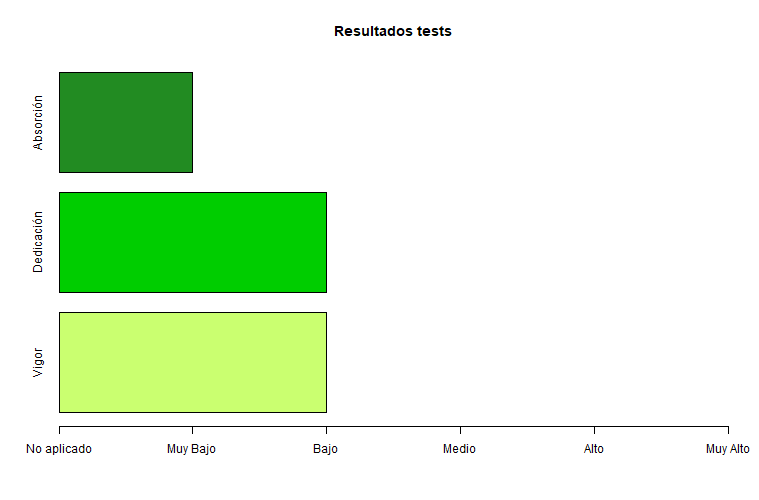 Resultados tests
Absorción
Dedicación
Vigor
No aplicado
Muy Bajo
Bajo
Medio
Alto
Muy Alto